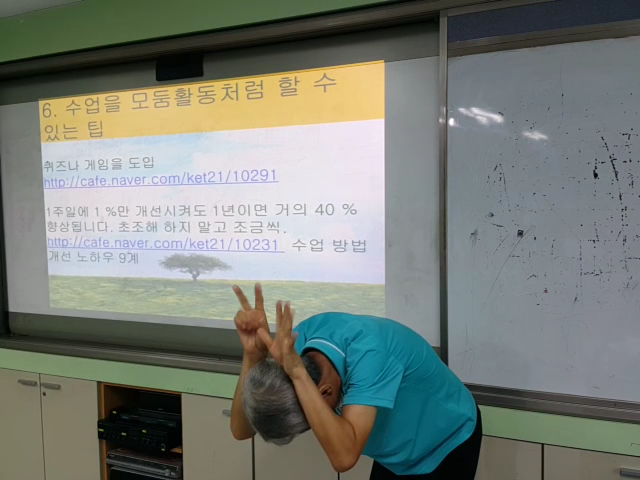 6. 수업을 모둠활동처럼 할 수
있는 팁
퀴즈나 게임을 도입
http://cafe.naver.com/ket21/10291
1주일에 1 %만 개선시켜도 1년이면 거의 40 %
향상됩니다. 초조해 하지 말고 조금씩.
http://cafe.naver.com/ket21/10231 수업 방법
개선 노하우 9계